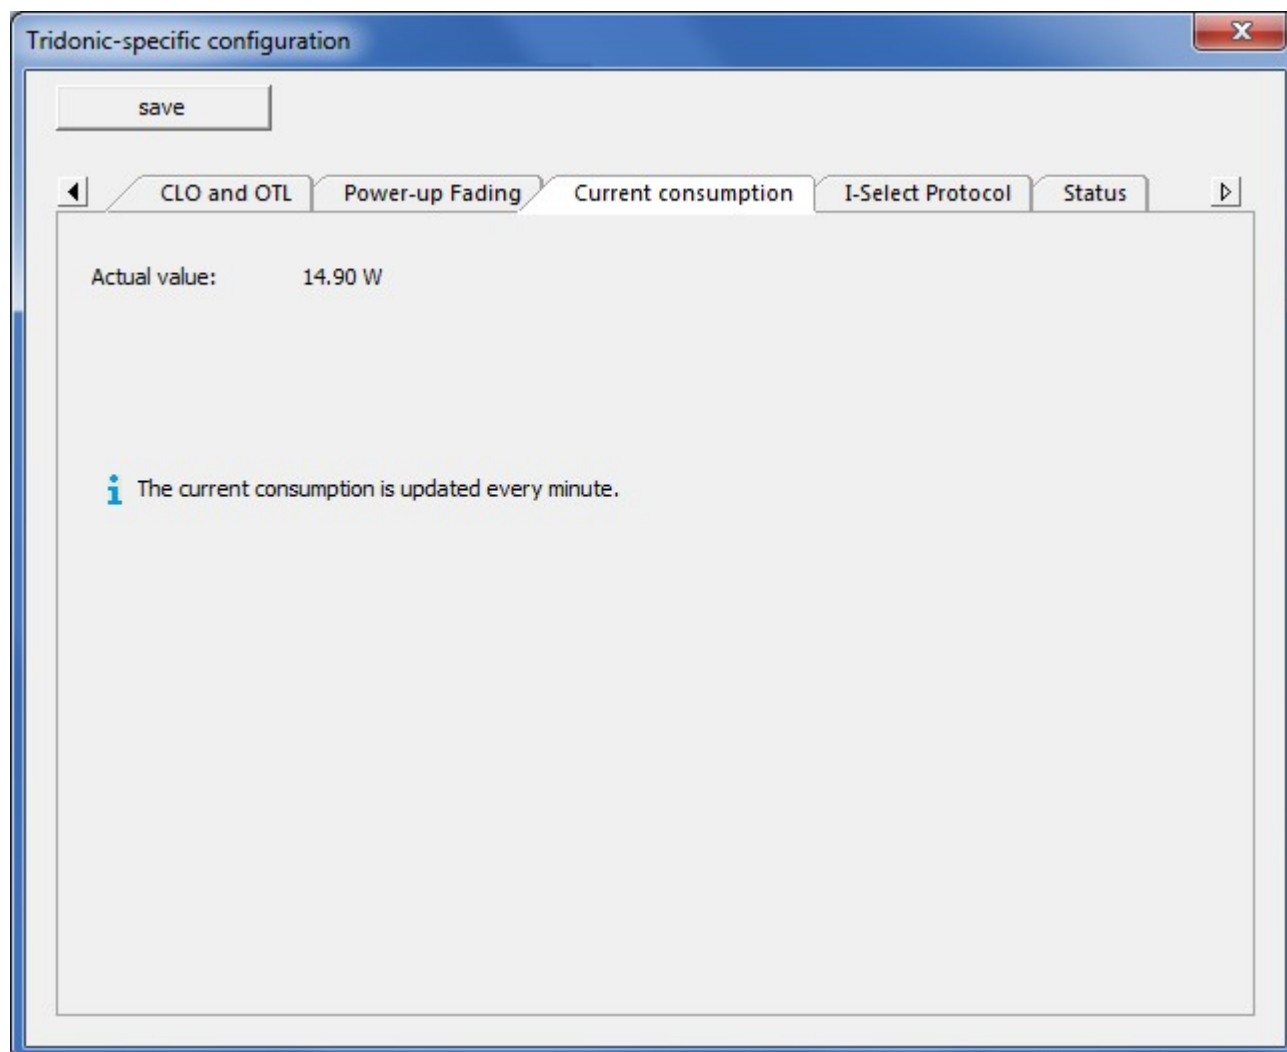 Tridonic-specific configuration
save
CLO and OTL Power-up Fading Current consumption I-Select Protocol Status
Actual value: 14.90 W
The current consumption is updated every minute.